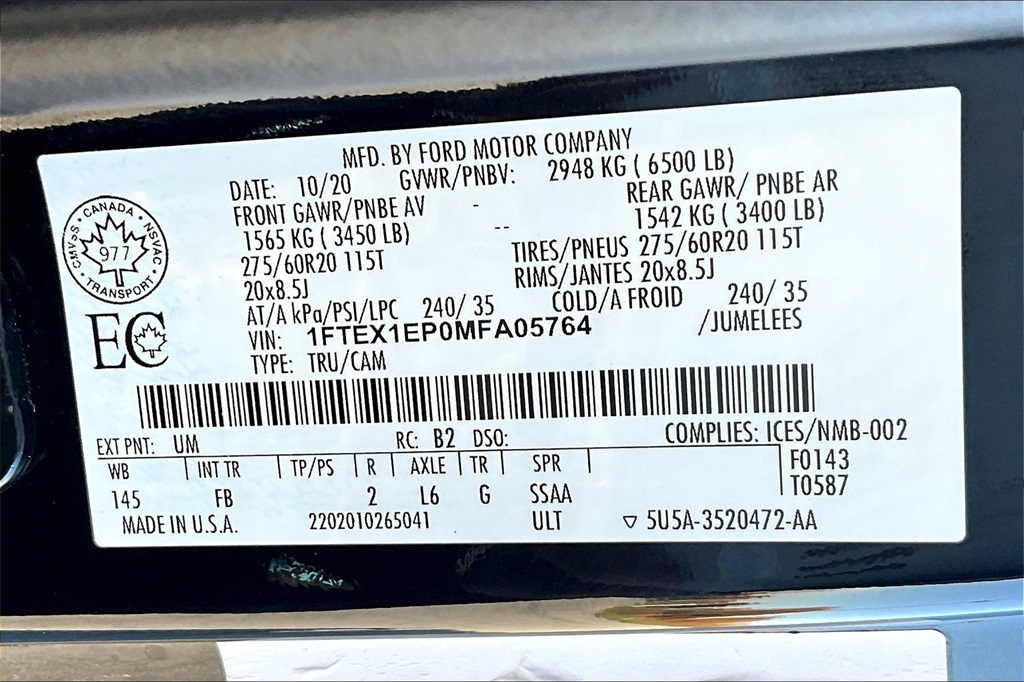 MFD. BY FORD MOTOR COMPANY
DATE: 10/20 GVWR/PNBV: 2948 KG ( 6500 LB)
FRONT GAWR/PNBE AV - REAR GAWR/ PNBE AR
1565 KG ( 3450 LB) -- 1542 KG ( 3400 LB)
275/60R20 115T TIRES/PNEUS 275/60R20 115T
20x8.5J RIMS/JANTES 20x8.5J
AT/A kPa/PSI/LPC 240/ 35 COLD/A FROID 240/ 35
VIN: 1FTEX1EP0MFA05764 /JUMELEES
TYPE: TRU/CAM
CANADA
CMVSS NSVAC
977
TRANSPORT
EC
EXT PNT: UM RC: B2 DSO: COMPLIES: ICES/NMB-002
WB INT TR TP/PS R AXLE TR SPR F0143
145 FB 2 L6 G SSAA T0587
MADE IN U.S.A. 2202010265041 ULT ▽ 5U5A-3520472-AA